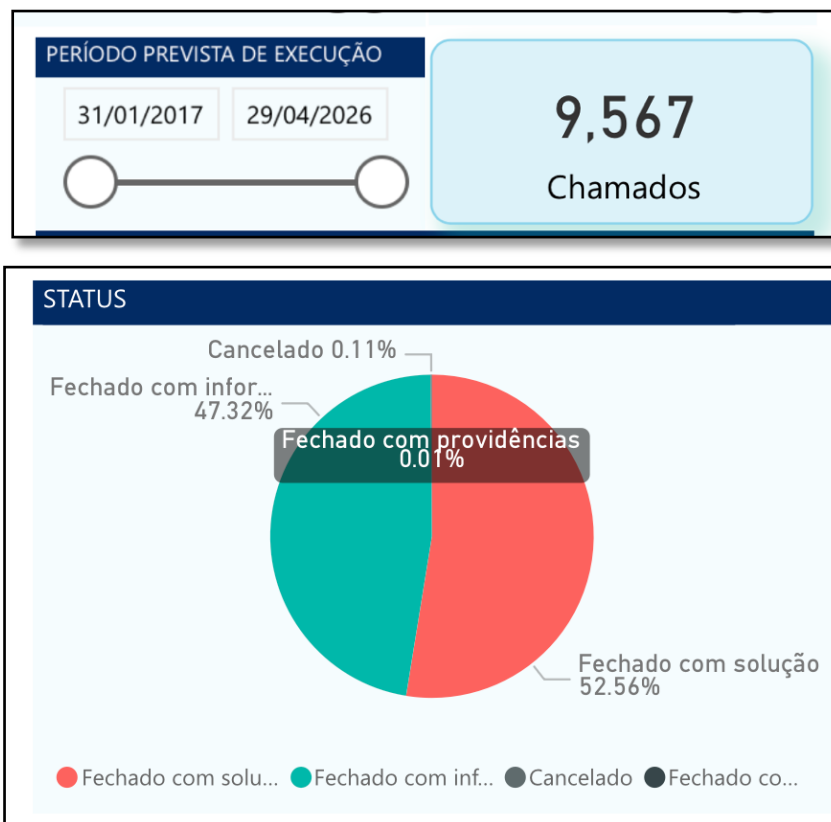 PERÍODO PREVISTA DE EXECUÇÃO
31/01/2017 29/04/2026
9,567
Chamados
STATUS
Cancelado 0.11%
Fechado com infor...
47.32%
Fechado com providências
0.01%
Fechado com solução
52.56%
Fechado com solu... Fechado com inf... Cancelado Fechado co...